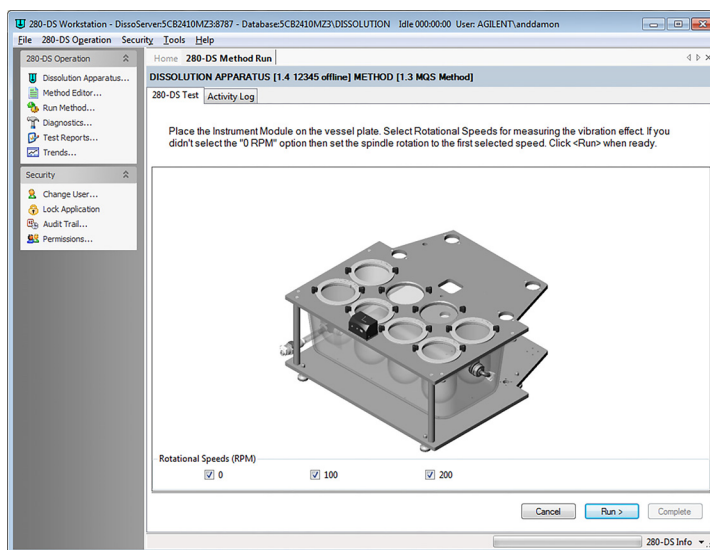 280-DS Workstation - DissoServer:5CB2410MZ3:8787 - Database:5CB2410MZ3\DISSOLUTION Idle 000:00:00 User: AGILENT\anddamon
File 280-DS Operation Security Tools Help
280-DS Operation
Dissolution Apparatus...
Method Editor...
Run Method...
Diagnostics...
Test Reports...
Trends...
Security
Change User...
Lock Application
Audit Trail...
Permissions...
Home 280-DS Method Run
DISSOLUTION APPARATUS [1.4 12345 offline] METHOD [1.3 MQS Method]
280-DS Test Activity Log
Place the Instrument Module on the vessel plate. Select Rotational Speeds for measuring the vibration effect. If you
didn't select the "0 RPM" option then set the spindle rotation to the first selected speed. Click <Run> when ready.
Rotational Speeds (RPM)
0 100 200
Cancel Run > Complete
280-DS Info